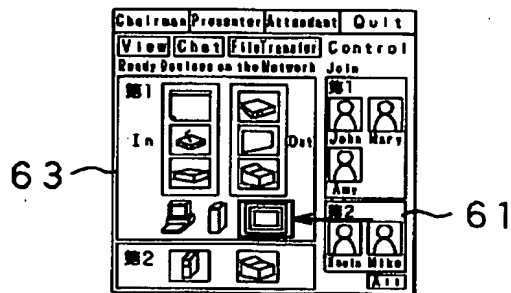 Chairman Presenter Attendant Quit
View Chat FileTransfer Control
Ready Devices on the Network Join
第1 第1
In Out
John Mary
Amy
63
61
第2 第2
Kevin Mike
All